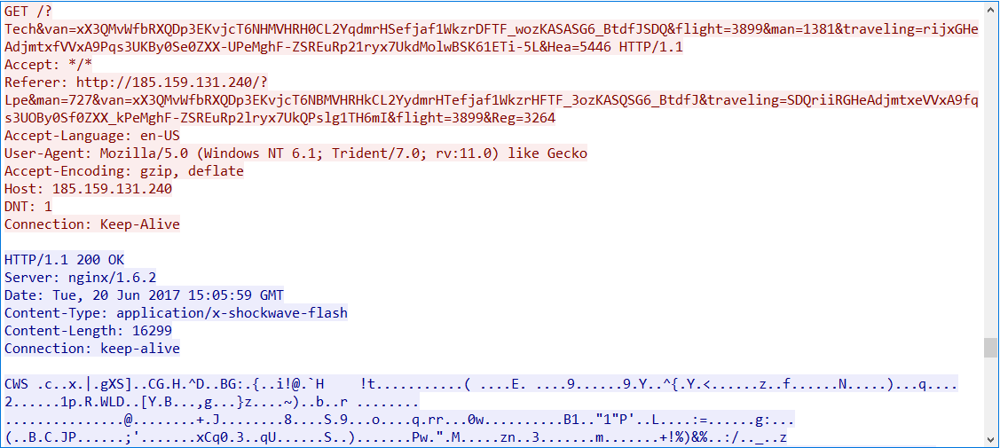 GET /?
Tech&van=xX3QMvWfbRXQDp3EKvjcT6NHMVHRH0CL2YqdmrHSefjaf1WkzrDFTF_wozKASASG6_BtdfJSDQ&flight=3899&man=1381&traveling=rijxGHe
AdjmtxfVVxA9Pqs3UKBy0Se0ZXX-UPeMghF-ZSREuRp21ryx7UkdMolwBSK61ETi-5L&Hea=5446 HTTP/1.1
Accept: */*
Referer: http://185.159.131.240/?
Lpe&man=727&van=xX3QMvWfbRXQDp3EKvjcT6NBMVHRHkCL2YydmrHTefjaf1WkzrHFTF_3ozKASQSG6_BtdfJ&traveling=SDQriiRGHeAdjmtxeVVxA9fq
s3UOBy0Sf0ZXX_kPeMghF-ZSREuRp2lryx7UkQPslg1TH6mI&flight=3899&Reg=3264
Accept-Language: en-US
User-Agent: Mozilla/5.0 (Windows NT 6.1; Trident/7.0; rv:11.0) like Gecko
Accept-Encoding: gzip, deflate
Host: 185.159.131.240
DNT: 1
Connection: Keep-Alive
HTTP/1.1 200 OK
Server: nginx/1.6.2
Date: Tue, 20 Jun 2017 15:05:59 GMT
Content-Type: application/x-shockwave-flash
Content-Length: 16299
Connection: keep-alive
CWS .c..x.|.gXS]..CG.H.^D..BG:.{..i!@.`H    !t...........( ....E. ....9......9.Y..^{.Y.<......z..f......N.....)...q....
2......1p.R.WLD..[Y.B...,g...}z....~)..b..r ........
...............@........+.J........8....S.9...o....q.rr...0w..........B1.."1"P'..L....:=......g:...
(..B.C.JP......;'.......xCq0.3..qU......S..).......Pw.".M.....zn..3.......m.......+!%)&%..:/.._..z